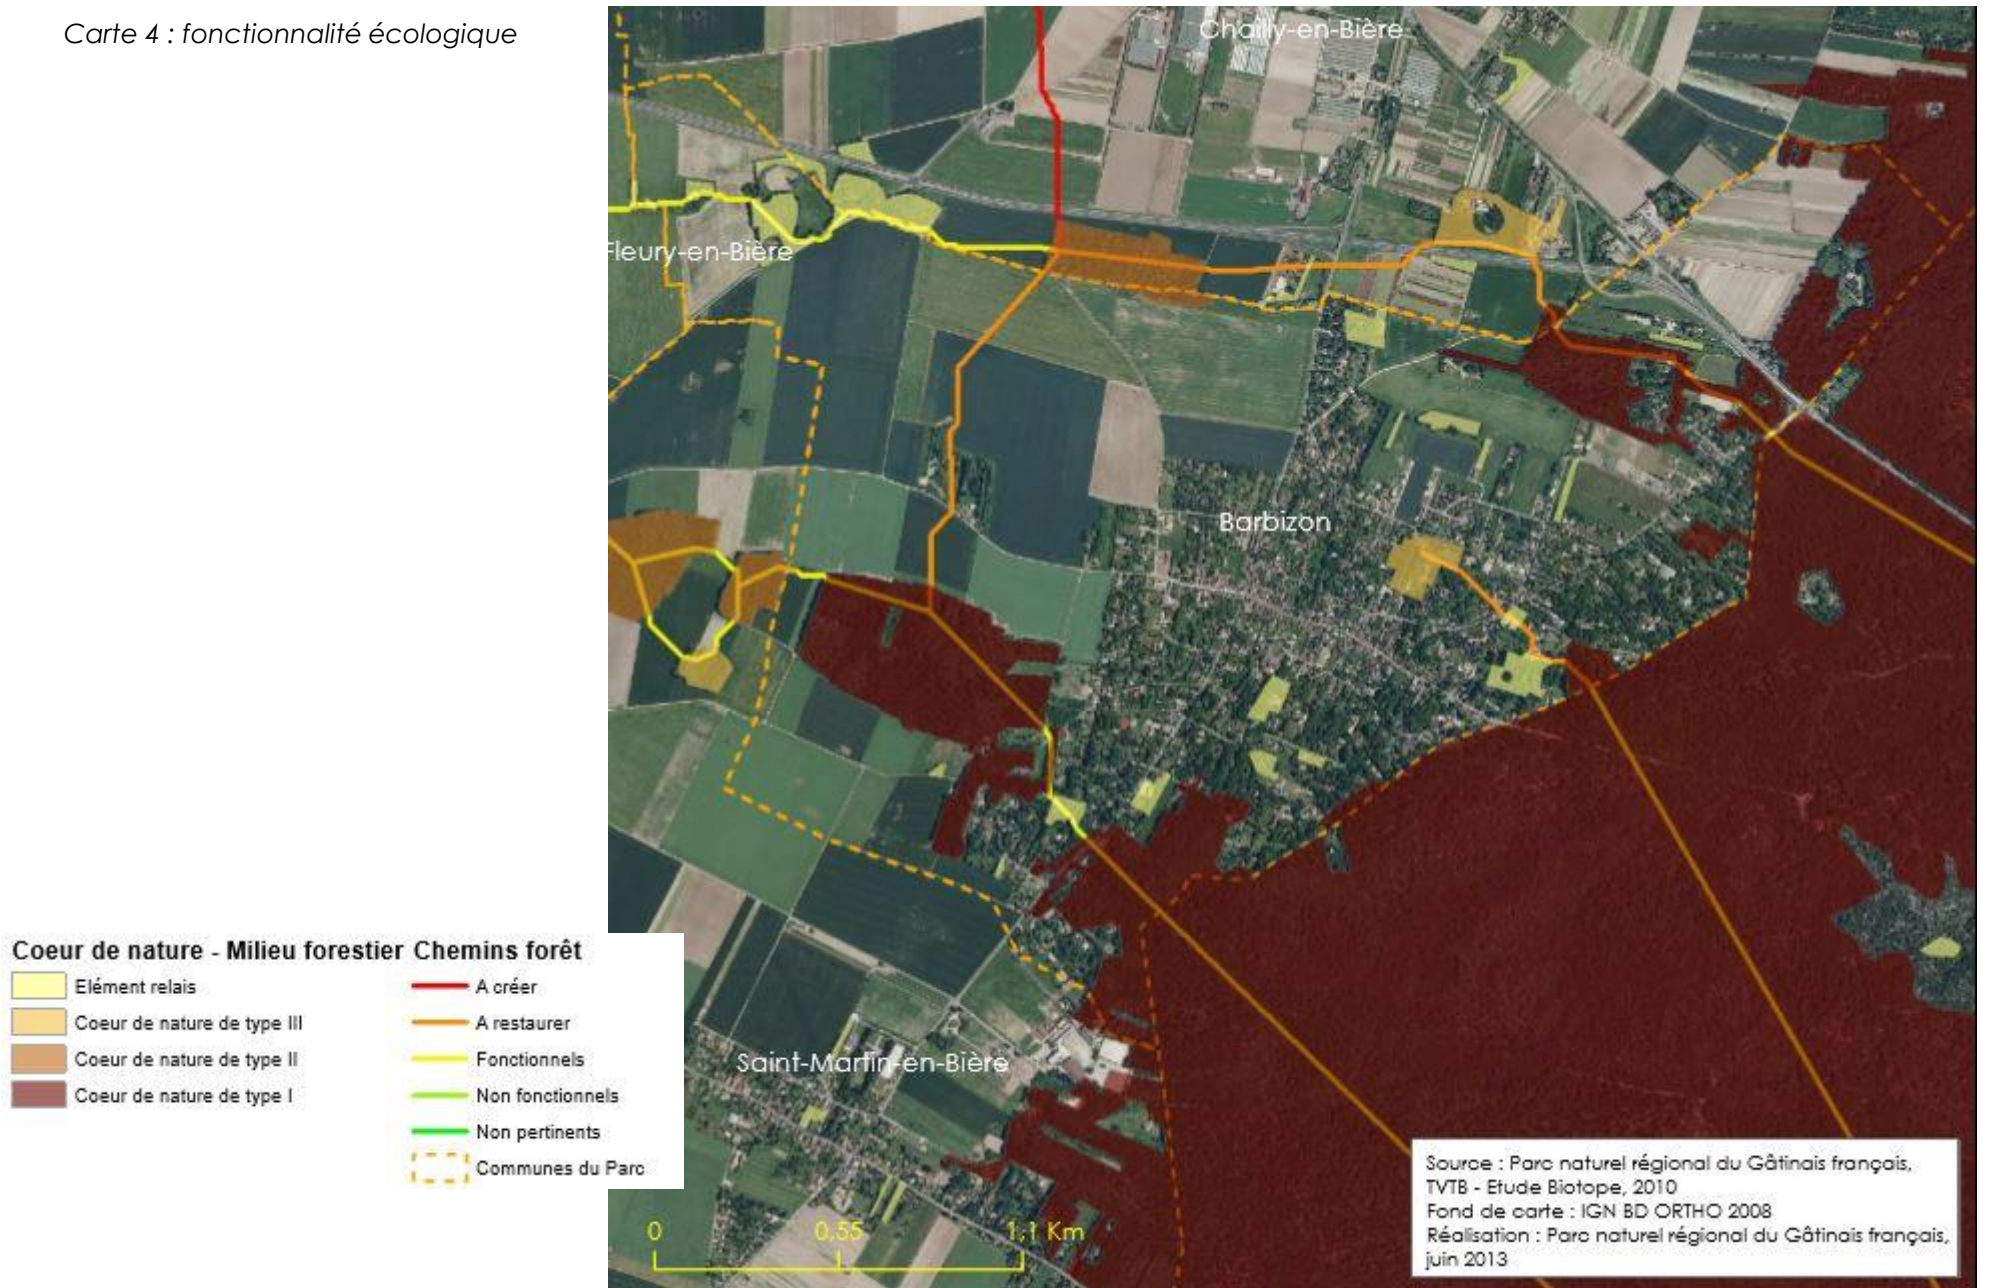 Carte 4 : fonctionnalité écologique
Chailly-en-Bière
Fleury-en-Bière
Barbizon
Saint-Martin-en-Bière
Coeur de nature - Milieu forestier
Elément relais
Coeur de nature de type III
Coeur de nature de type II
Coeur de nature de type I
Chemins forêt
A créer
A restaurer
Fonctionnels
Non fonctionnels
Non pertinents
Communes du Parc
0 0,55 1,1 Km
Source : Parc naturel régional du Gâtinais français,
TVTB - Etude Biotope, 2010
Fond de carte : IGN BD ORTHO 2008
Réalisation : Parc naturel régional du Gâtinais français,
juin 2013